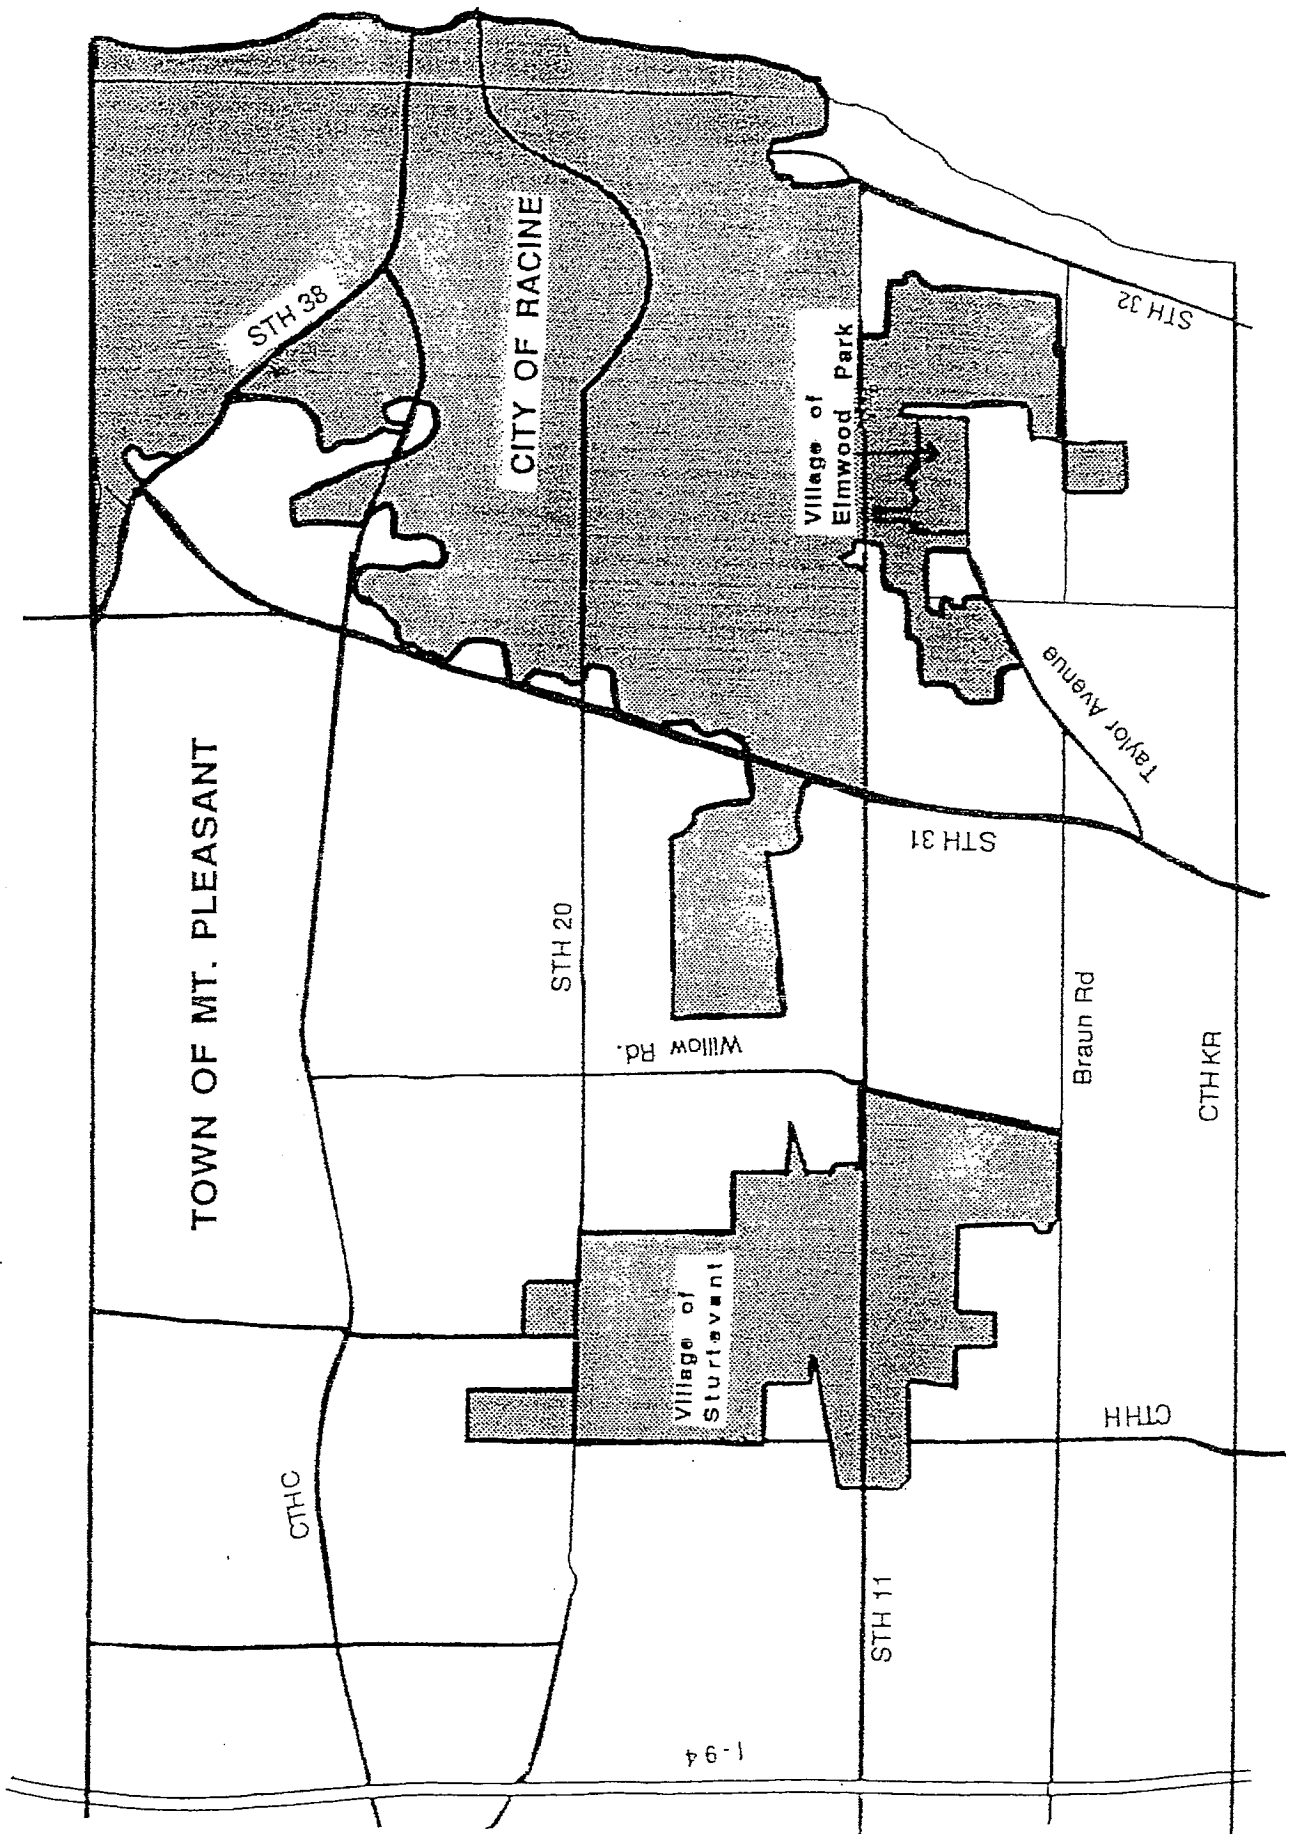 TOWN OF MT. PLEASANT
CITY OF RACINE
STH 38
Village of
Elmwood Park
STH 32
STH 20
Willow Rd.
STH 31
Taylor Avenue
Braun Rd
CTH KR
Village of
Sturtevant
CTH H
CTH C
STH 11
I-94